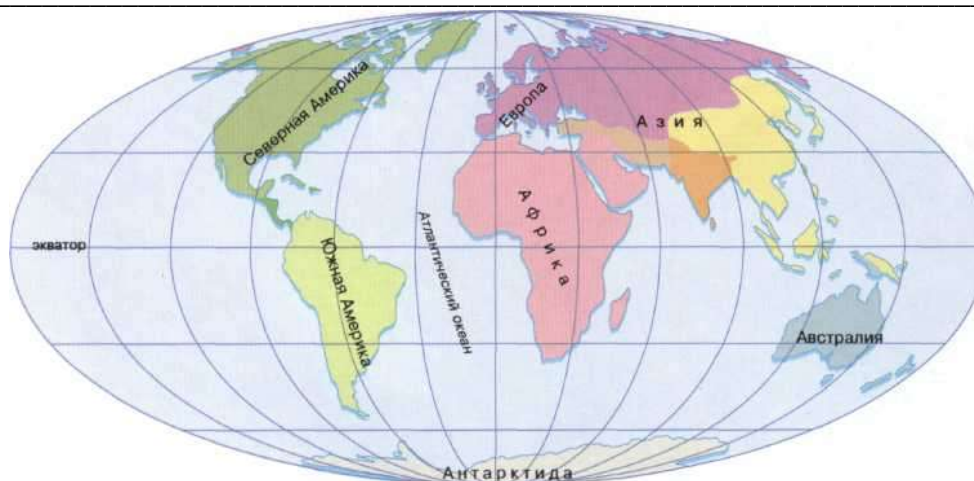 Северная Америка
Европа
Азия
Африка
экватор
Атлантический океан
Южная Америка
Австралия
Антарктида